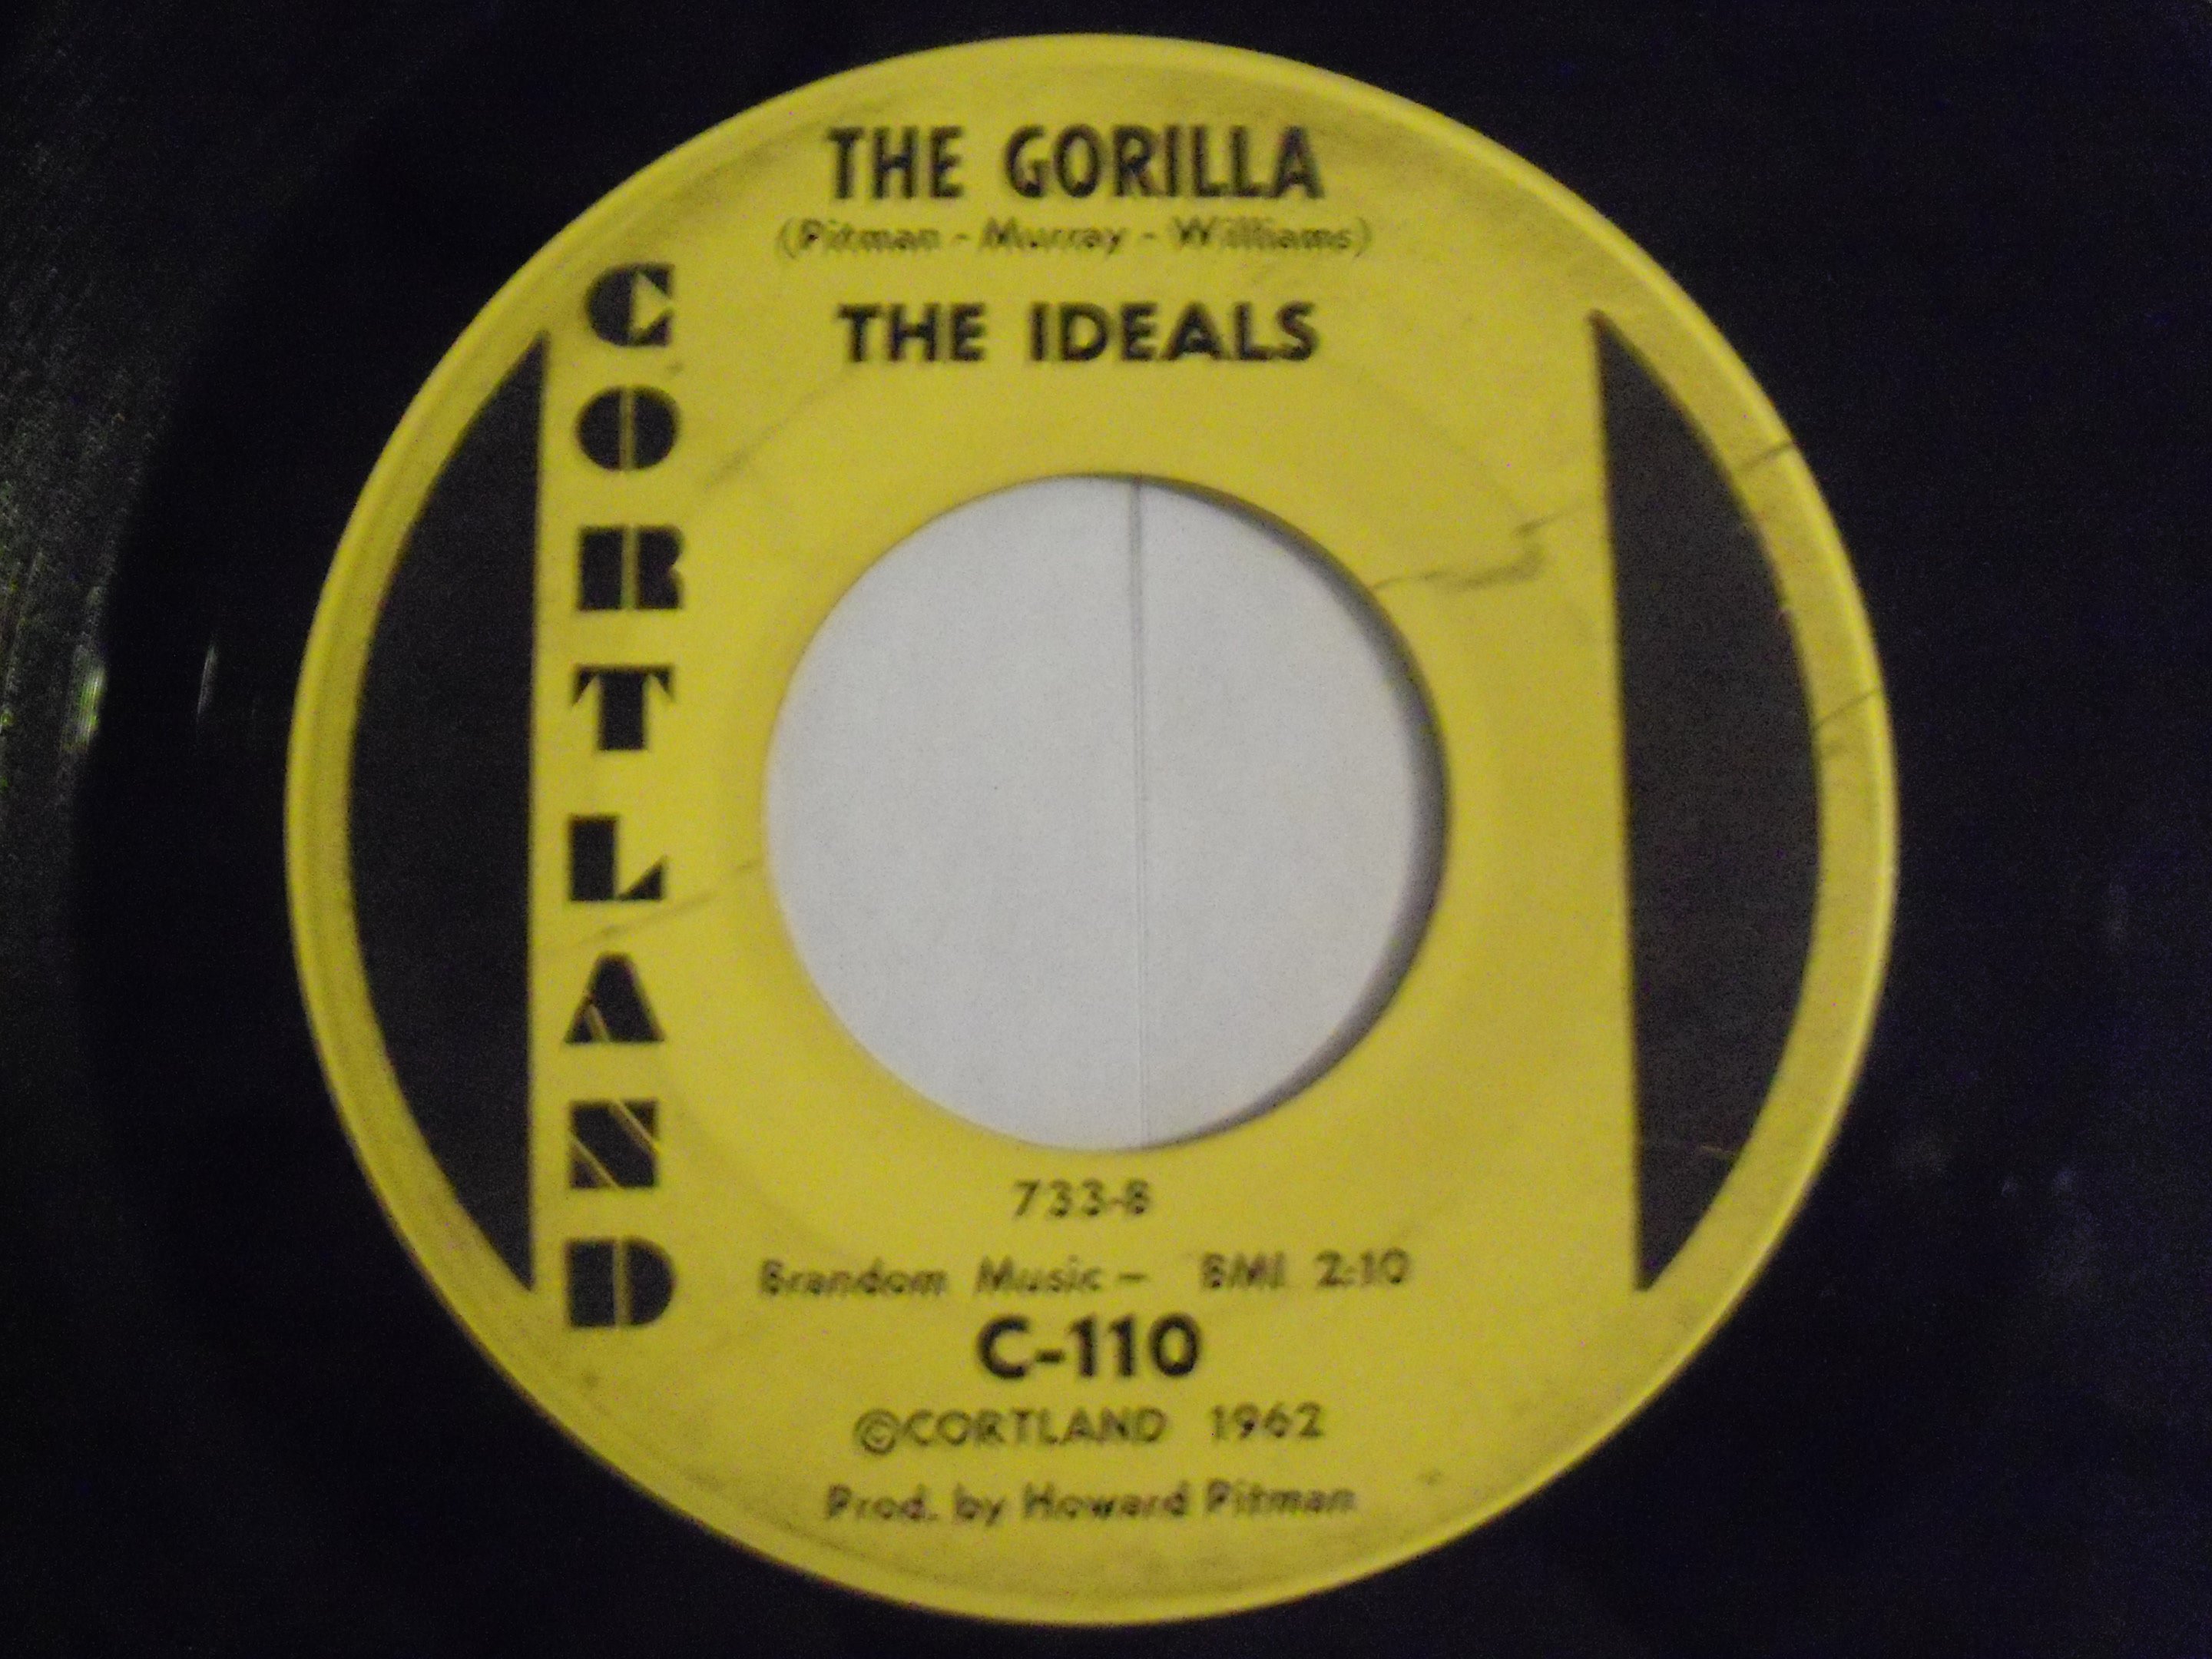 THE GORILLA
(Pitman - Murray - Williams)
THE IDEALS
CORTLAND
733-B
Brandom Music - BMI 2:10
C-110
©CORTLAND 1962
Prod. by Howard Pitman